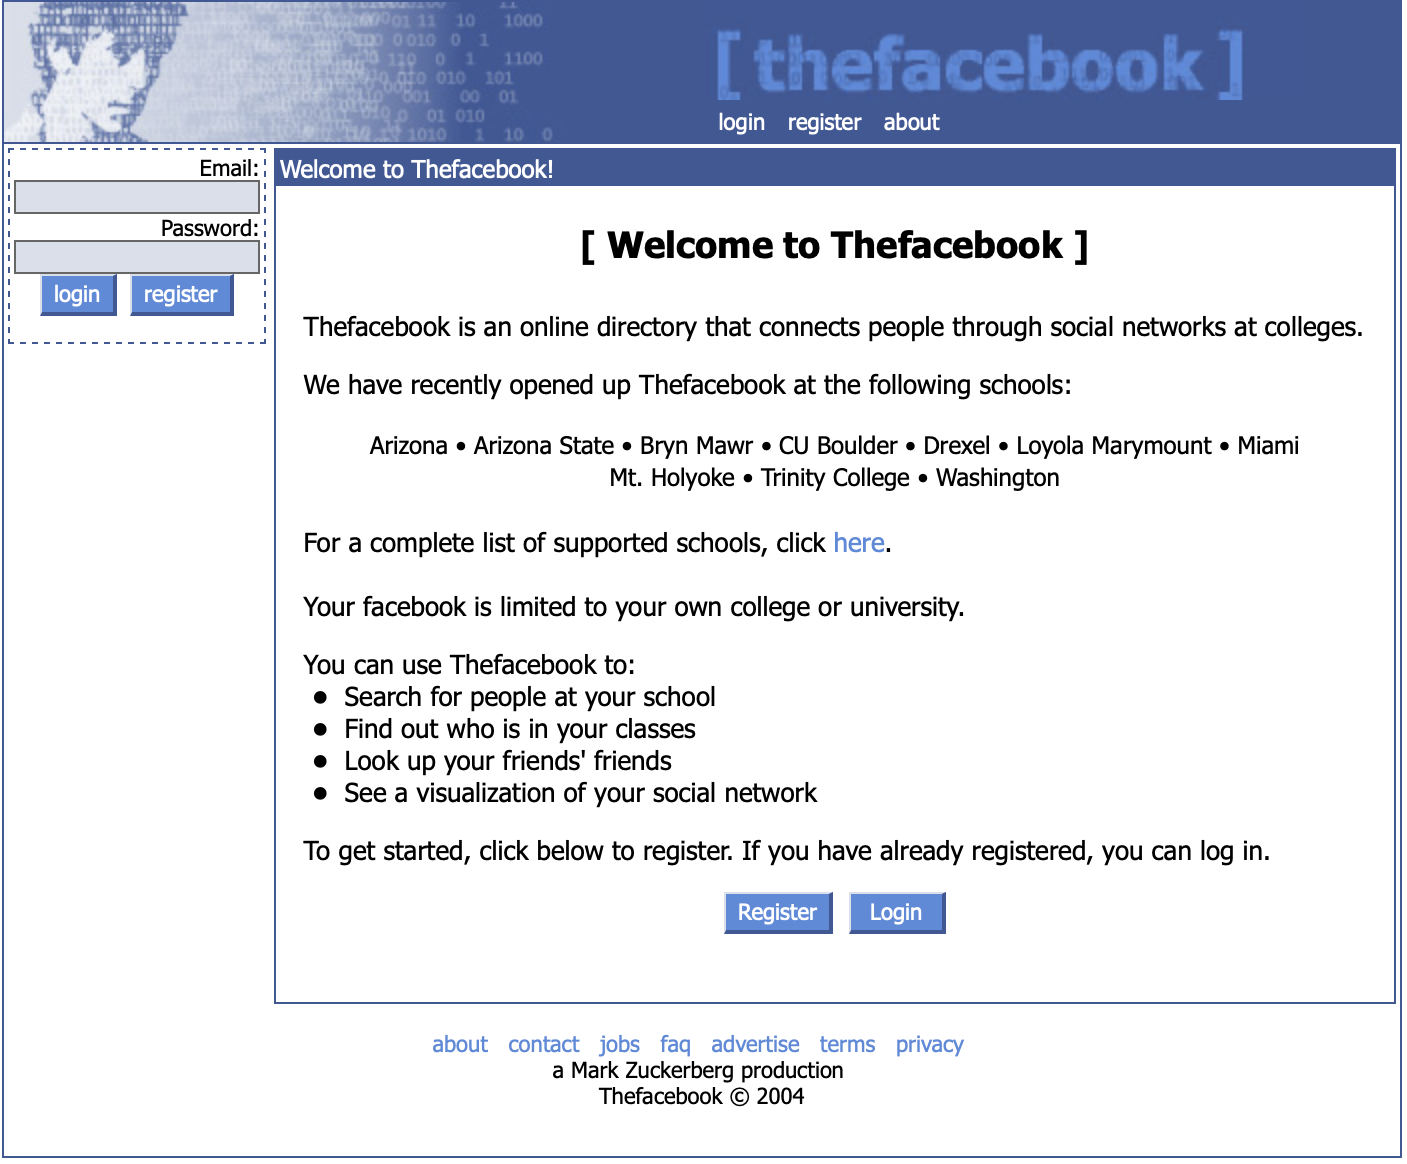 [ thefacebook ]
login register about
Email:
Password:
login register
Welcome to Thefacebook!
[ Welcome to Thefacebook ]
Thefacebook is an online directory that connects people through social networks at colleges.
We have recently opened up Thefacebook at the following schools:
Arizona • Arizona State • Bryn Mawr • CU Boulder • Drexel • Loyola Marymount • Miami
Mt. Holyoke • Trinity College • Washington
For a complete list of supported schools, click here.
Your facebook is limited to your own college or university.
You can use Thefacebook to:
• Search for people at your school
• Find out who is in your classes
• Look up your friends' friends
• See a visualization of your social network
To get started, click below to register. If you have already registered, you can log in.
Register Login
about contact jobs faq advertise terms privacy
a Mark Zuckerberg production
Thefacebook © 2004